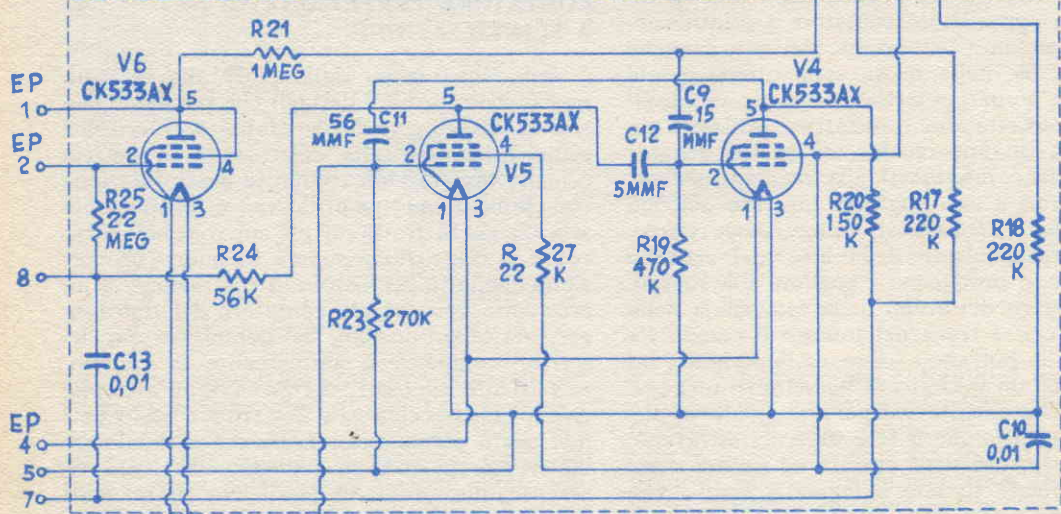 R21
1 MEG
V6
CK533AX
EP
1
5
EP
2
2
4
1
3
R25
22
MEG
8
R24
56K
C13
0,01
EP
4
5
7
56
MMF
C11
5
CK533AX
2
4
V5
1
3
R23
270K
R
22
27
K
C12
5MMF
C9
15
MMF
V4
CK533AX
5
2
4
1
3
R19
470
K
R20
150
K
R17
220
K
R18
220
K
C10
0,01